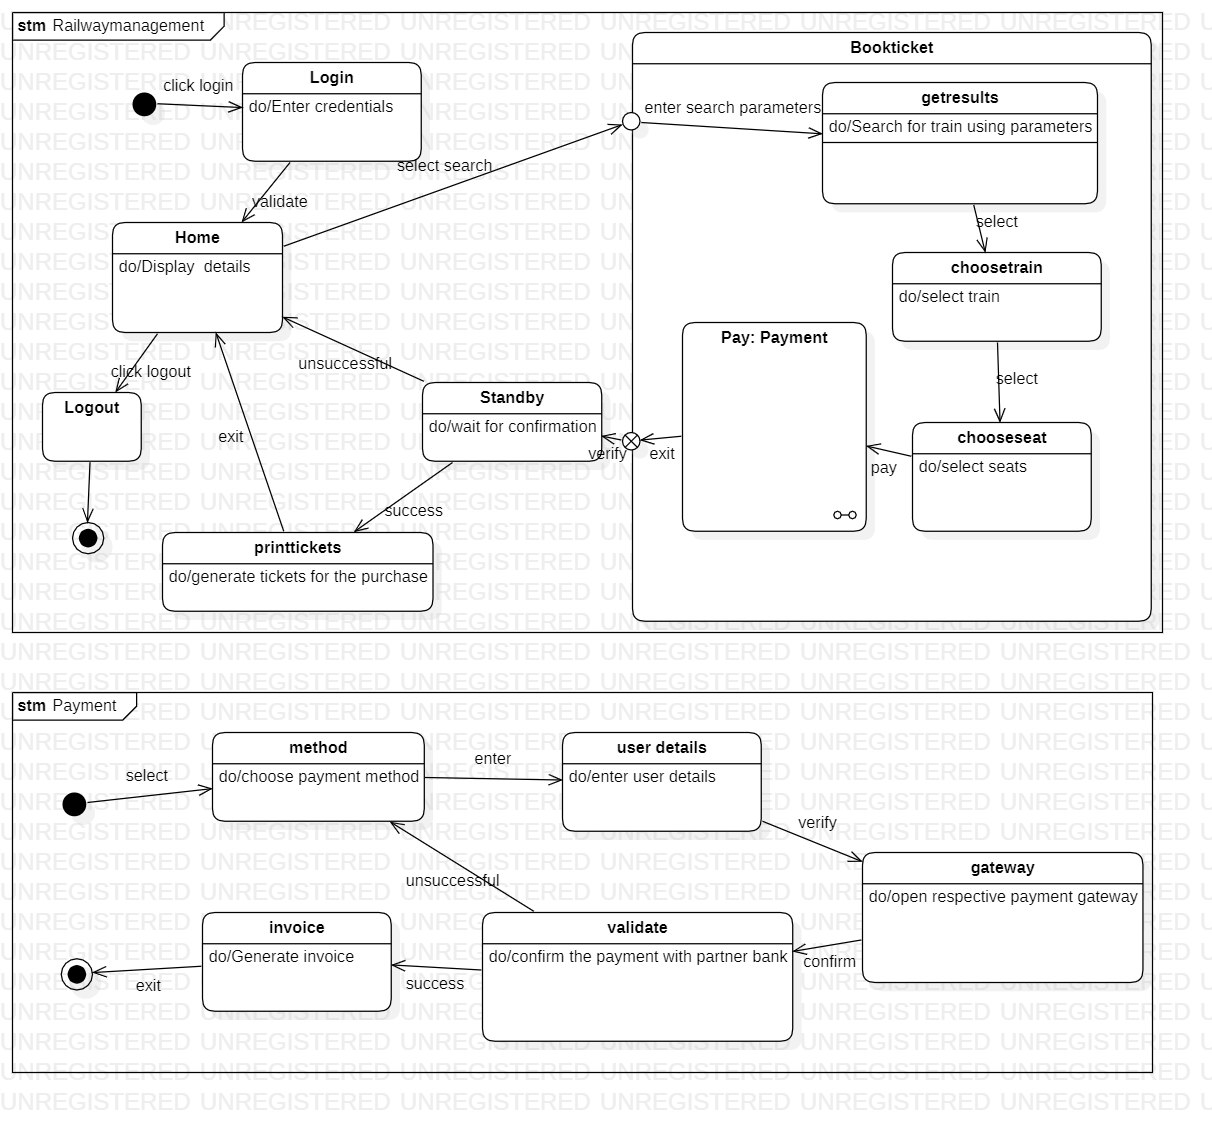 stm Railwaymanagement
Bookticket
click login
Login
do/Enter credentials
enter search parameters
getresults
do/Search for train using parameters
select search
validate
select
Home
do/Display details
choosetrain
do/select train
unsuccessful
click logout
Pay: Payment
select
Logout
Standby
do/wait for confirmation
exit
verify
exit
pay
chooseseat
do/select seats
success
printtickets
do/generate tickets for the purchase
stm Payment
method
do/choose payment method
select
enter
user details
do/enter user details
verify
gateway
do/open respective payment gateway
unsuccessful
invoice
do/Generate invoice
validate
do/confirm the payment with partner bank
confirm
exit
success
UNREGISTERED